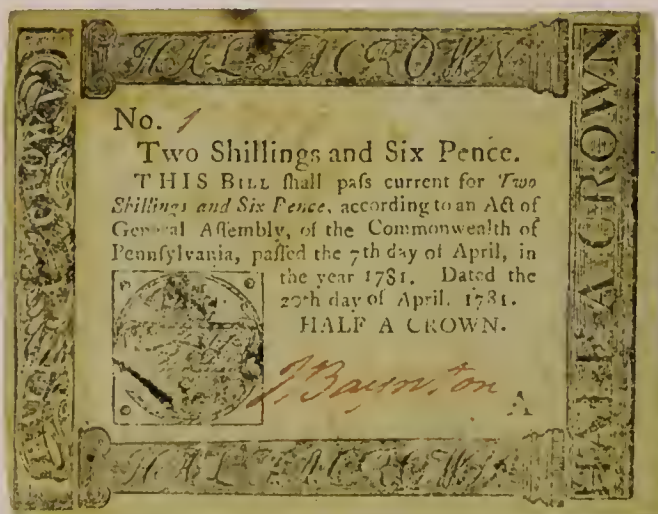 HALF A CROWN
No. 1
Two Shillings and Six Pence.
THIS BILL ſhall paſs current for Two
Shillings and Six Pence, according to an Act of
General Aſſembly, of the Commonwealth of
Pennſylvania, paſſed the 7th day of April, in
the year 1781. Dated the
20th day of April, 1781.
HALF A CROWN.
J. Baynton
A
HALF A CROWN
HALF A CROWN